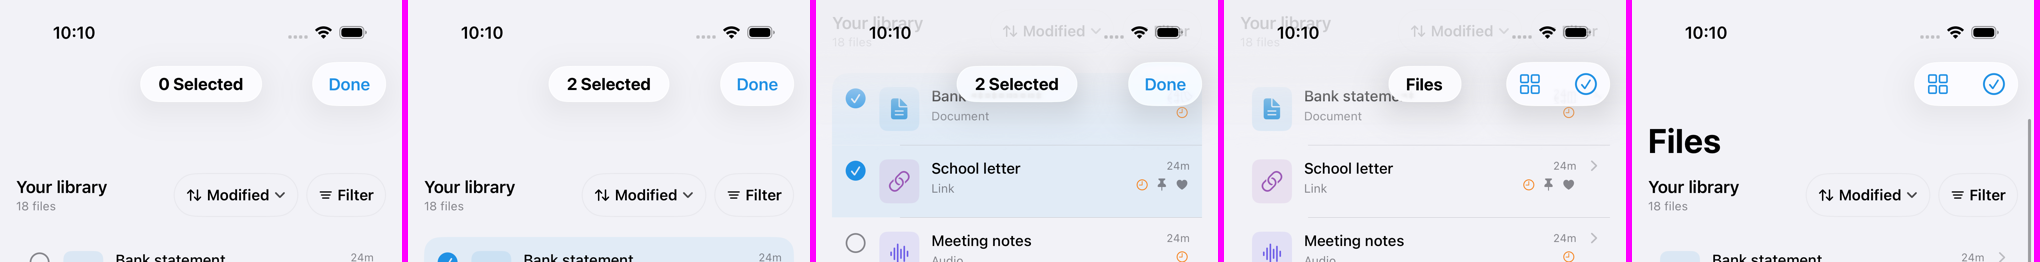 10:10
0 Selected
Done
Your library
18 files
Modified
Filter
Bank statement
24m
10:10
2 Selected
Done
Your library
18 files
Modified
Filter
Bank statement
24m
Your library
18 files
10:10
Modified
2 Selected
Done
Bank
Document
School letter
24m
Link
Meeting notes
24m
Audio
Your library
18 files
10:10
Modified
Files
Bank statement
Document
School letter
24m
Link
Meeting notes
24m
Audio
10:10
Files
Your library
18 files
Modified
Filter
Bank statement
24m